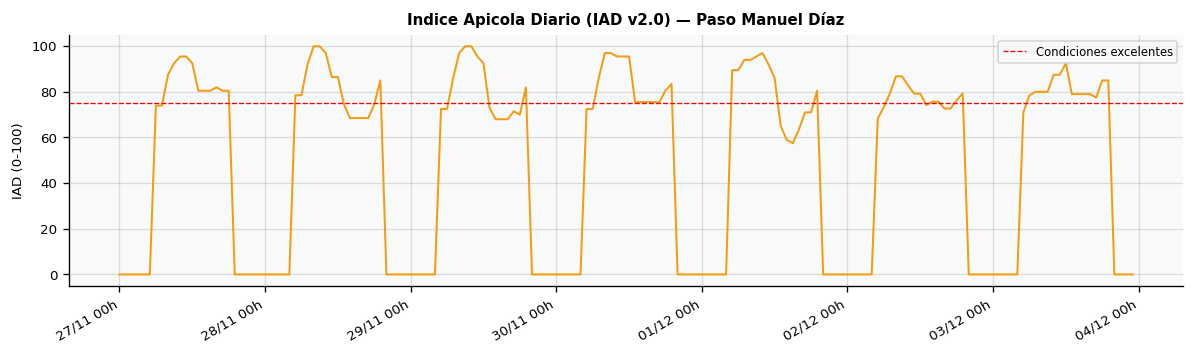 Indice Apicola Diario (IAD v2.0) — Paso Manuel Díaz
Condiciones excelentes
IAD (0-100)
100
80
60
40
20
0
27/11 00h
28/11 00h
29/11 00h
30/11 00h
01/12 00h
02/12 00h
03/12 00h
04/12 00h